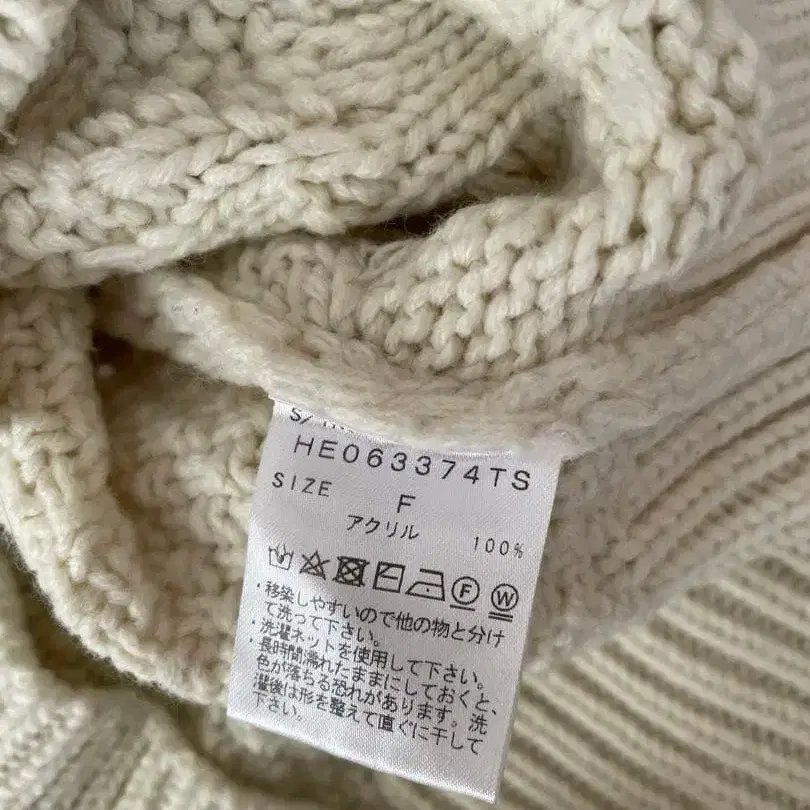 HE063374TS
SIZE F
アクリル 100%
F W
・移染しやすいので他の物と分け
て洗って下さい。
・洗濯ネットを使用して下さい。
・長時間濡れたままにしておくと、
色が落ちる恐れがあります。洗
濯後は形を整えて直ぐに干して
下さい。